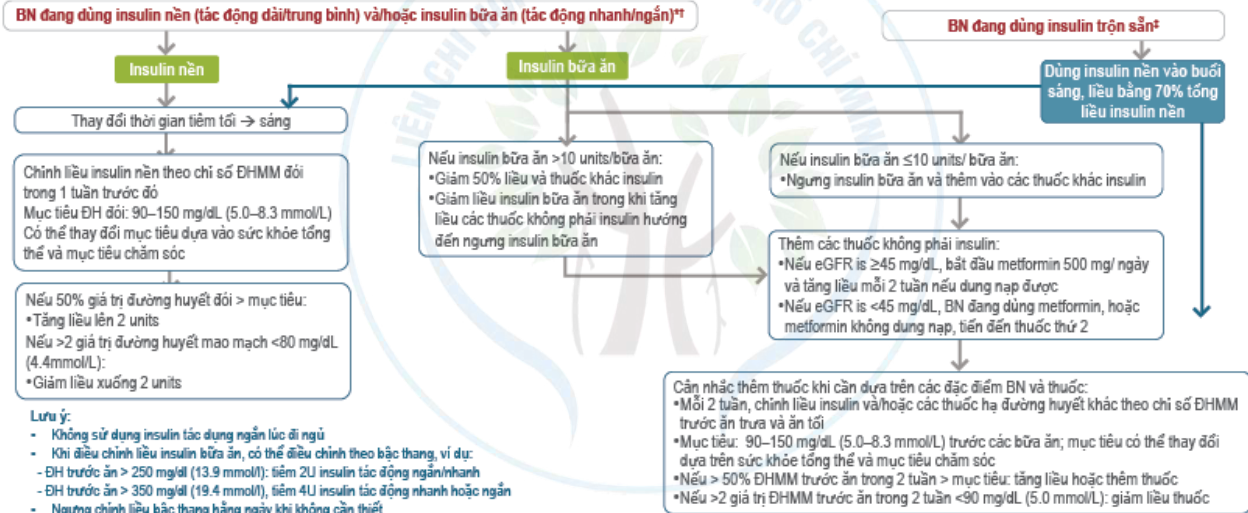 BN đang dùng insulin nền (tác động dài/trung bình) và/hoặc insulin bữa ăn (tác động nhanh/ngắn)*†
BN đang dùng insulin trộn sẵn‡
Insulin nền
Insulin bữa ăn
Dùng insulin nền vào buổi
sáng, liều bằng 70% tổng
liều insulin nền
Thay đổi thời gian tiêm tối → sáng
Chỉnh liều insulin nền theo chỉ số ĐHMM đói
trong 1 tuần trước đó
Mục tiêu ĐH đói: 90–150 mg/dL (5.0–8.3 mmol/L)
Có thể thay đổi mục tiêu dựa vào sức khỏe tổng
thể và mục tiêu chăm sóc
Nếu 50% giá trị đường huyết đói > mục tiêu:
•Tăng liều lên 2 units
Nếu >2 giá trị đường huyết mao mạch <80 mg/dL
(4.4mmol/L):
•Giảm liều xuống 2 units
Nếu insulin bữa ăn >10 units/bữa ăn:
•Giảm 50% liều và thuốc khác insulin
•Giảm liều insulin bữa ăn trong khi tăng
liều các thuốc không phải insulin hướng
đến ngưng insulin bữa ăn
Nếu insulin bữa ăn ≤10 units/ bữa ăn:
•Ngưng insulin bữa ăn và thêm vào các thuốc khác insulin
Thêm các thuốc không phải insulin:
•Nếu eGFR is ≥45 mg/dL, bắt đầu metformin 500 mg/ ngày
và tăng liều mỗi 2 tuần nếu dung nạp được
•Nếu eGFR is <45 mg/dL, BN đang dùng metformin, hoặc
metformin không dung nạp, tiến đến thuốc thứ 2
Cân nhắc thêm thuốc khi cần dựa trên các đặc điểm BN và thuốc:
•Mỗi 2 tuần, chỉnh liều insulin và/hoặc các thuốc hạ đường huyết khác theo chỉ số ĐHMM
trước ăn trưa và ăn tối
•Mục tiêu: 90–150 mg/dL (5.0–8.3 mmol/L) trước các bữa ăn; mục tiêu có thể thay đổi
dựa trên sức khỏe tổng thể và mục tiêu chăm sóc
•Nếu > 50% ĐHMM trước ăn trong 2 tuần > mục tiêu: tăng liều hoặc thêm thuốc
•Nếu >2 giá trị ĐHMM trước ăn trong 2 tuần <90 mg/dL (5.0 mmol/L): giảm liều thuốc
Lưu ý:
- Không sử dụng insulin tác dụng ngắn lúc đi ngủ
- Khi điều chỉnh liều insulin bữa ăn, có thể điều chỉnh theo bậc thang, ví dụ:
- ĐH trước ăn > 250 mg/dl (13.9 mmol/l): tiêm 2U insulin tác động ngắn/nhanh
- ĐH trước ăn > 350 mg/dl (19.4 mmol/l), tiêm 4U insulin tác động nhanh hoặc ngắn
- Ngưng chỉnh liều bậc thang hàng ngày khi không cần thiết
LIÊN CHI
CHÍ MINH